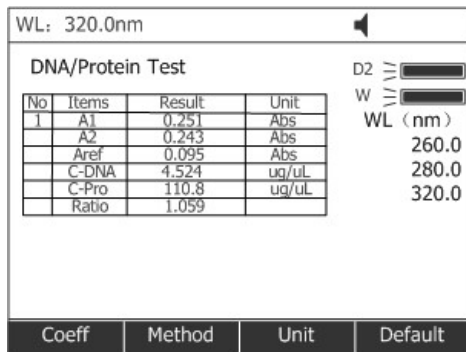 WL: 320.0nm
DNA/Protein Test
D2
W
No Items Result Unit
1 A1 0.251 Abs
A2 0.243 Abs
Aref 0.095 Abs
C-DNA 4.524 ug/uL
C-Pro 110.8 ug/uL
Ratio 1.059
WL (nm)
260.0
280.0
320.0
Coeff Method Unit Default